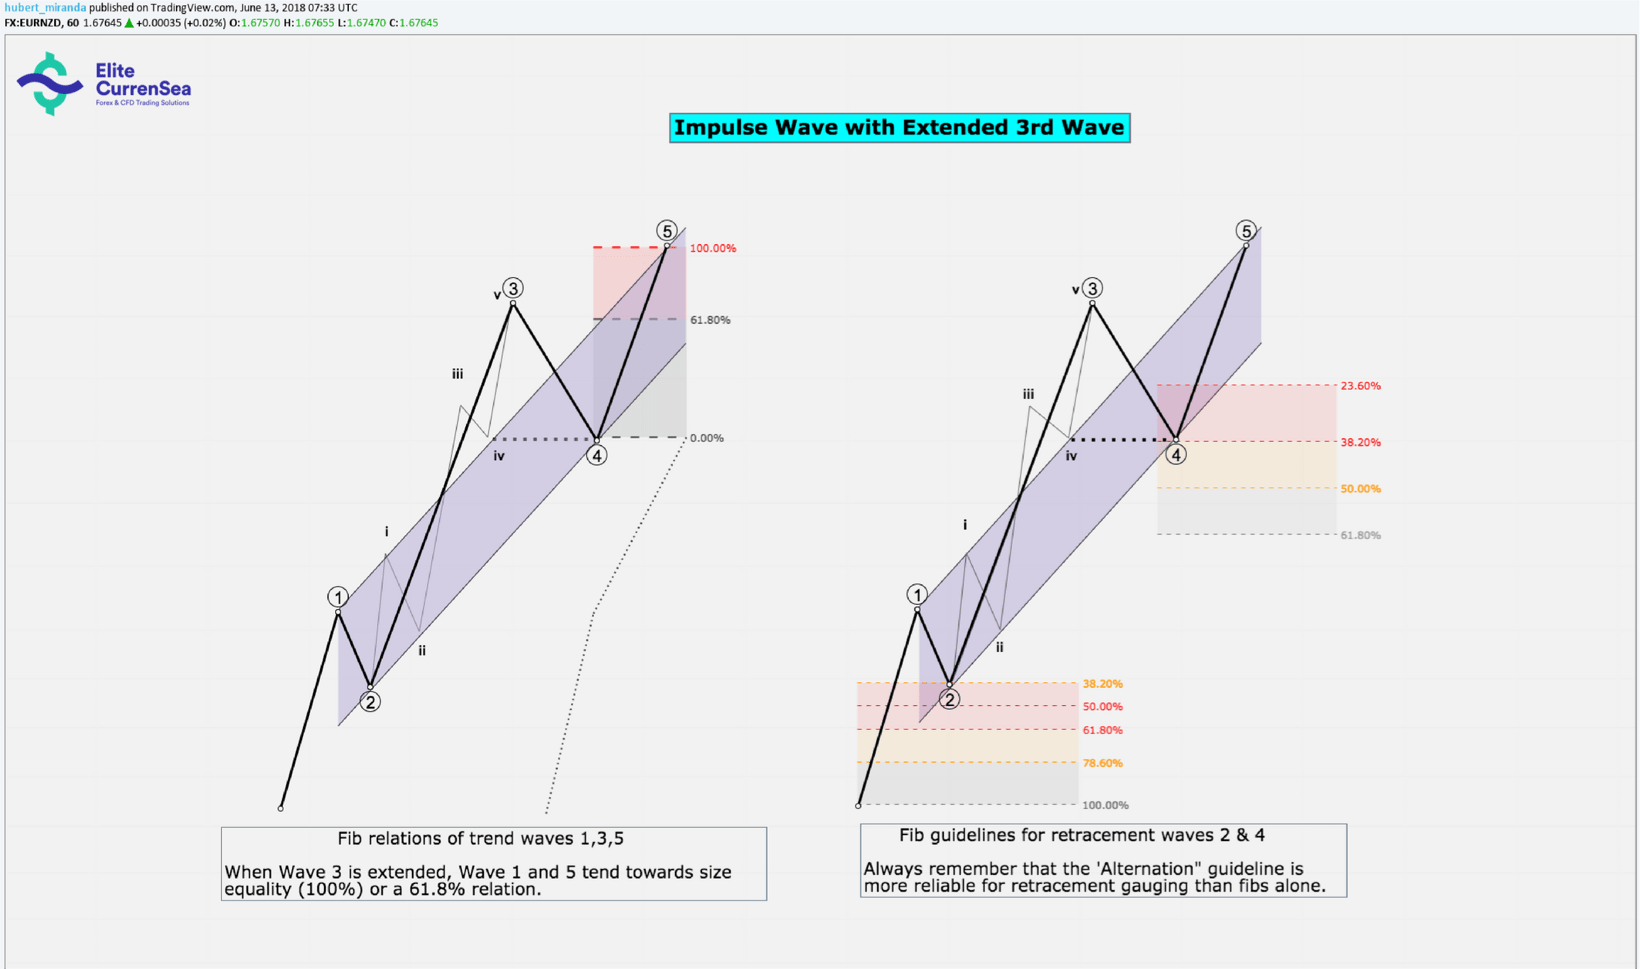 hubert_miranda published on TradingView.com, June 13, 2018 07:33 UTC
FX:EURNZD, 60 1.67645 ▲ +0.00035 (+0.02%) O:1.67570 H:1.67655 L:1.67470 C:1.67645
Elite
CurrenSea
Forex & CFD Trading Solutions
Impulse Wave with Extended 3rd Wave
5
100.00%
v 3
61.80%
iii
0.00%
iv
4
i
1
ii
2
5
v 3
23.60%
iii
38.20%
iv
4
50.00%
i
61.80%
1
ii
38.20%
2
50.00%
61.80%
78.60%
100.00%
Fib relations of trend waves 1,3,5
When Wave 3 is extended, Wave 1 and 5 tend towards size
equality (100%) or a 61.8% relation.
Fib guidelines for retracement waves 2 & 4
Always remember that the 'Alternation" guideline is
more reliable for retracement gauging than fibs alone.